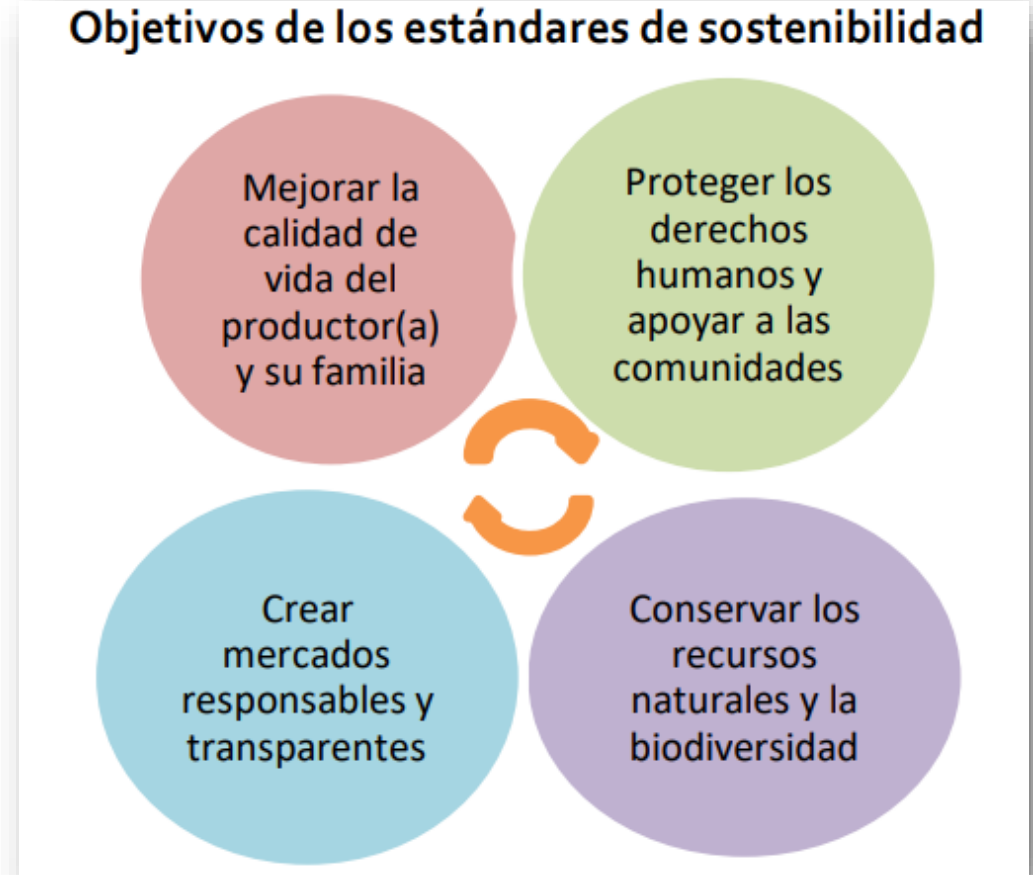 Objetivos de los estándares de sostenibilidad
Mejorar la
calidad de
vida del
productor(a)
y su familia
Proteger los
derechos
humanos y
apoyar a las
comunidades
Crear
mercados
responsables y
transparentes
Conservar los
recursos
naturales y la
biodiversidad